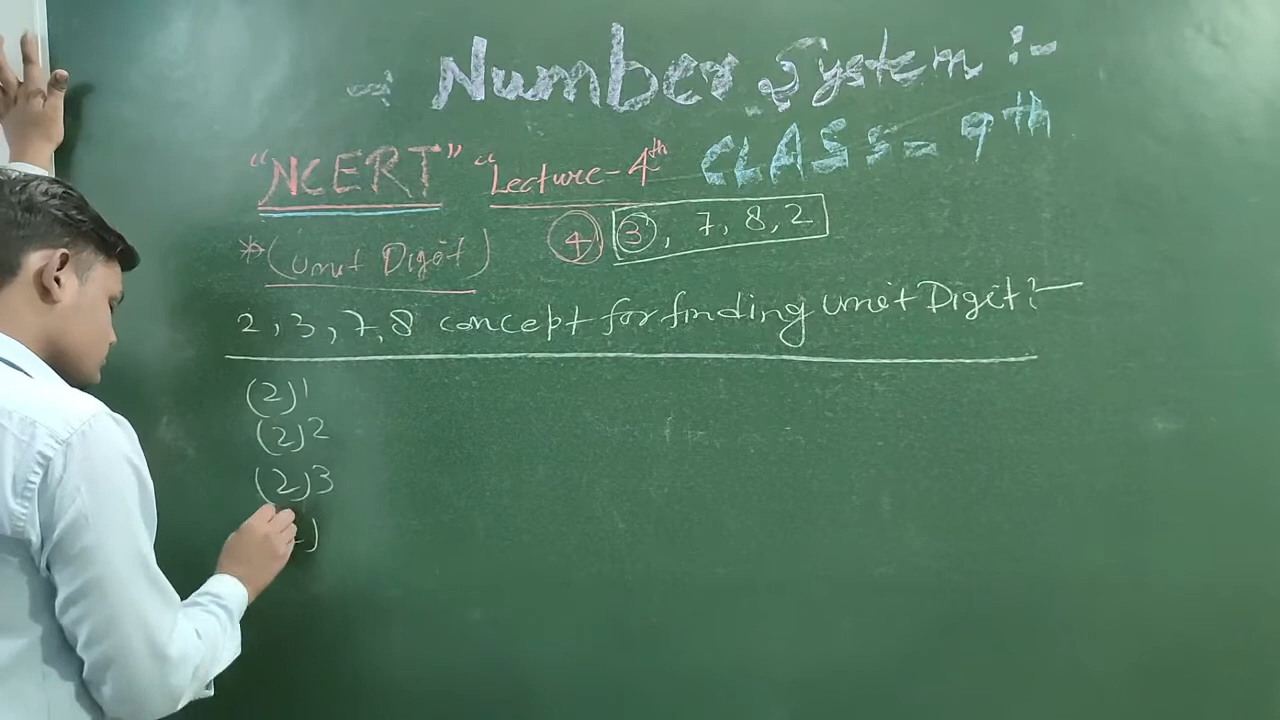 → Number System :-
"NCERT" "Lecture-4th CLASS = 9th
*(Unit Digit) 4 3, 7, 8, 2
2, 3, 7, 8 concept for finding Unit Digit :-
(2)1
(2)2
(2)3
)